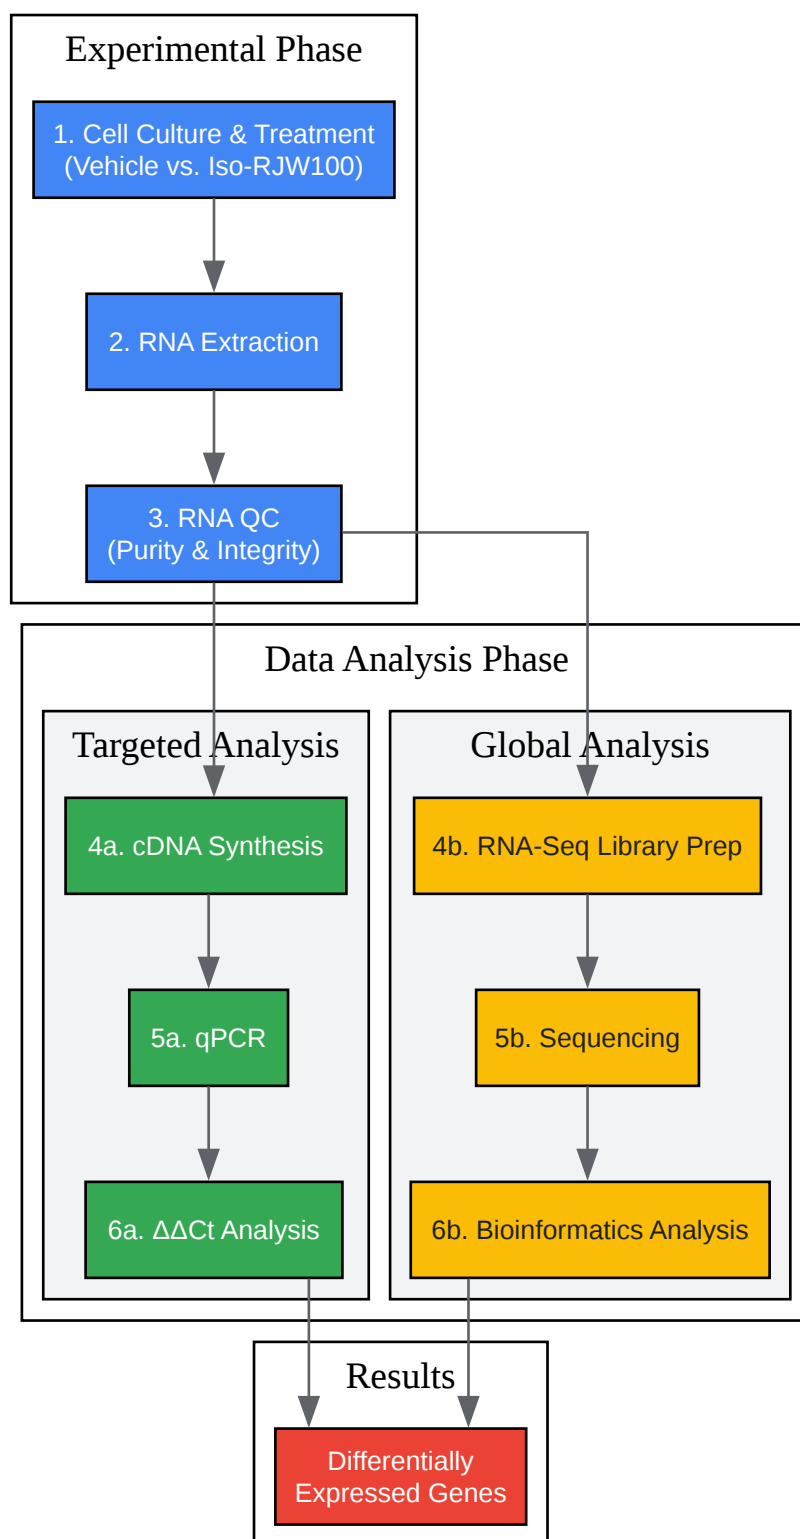 Experimental Phase
1. Cell Culture & Treatment
(Vehicle vs. Iso-RJW100)
2. RNA Extraction
3. RNA QC
(Purity & Integrity)
Data Analysis Phase
Targeted Analysis
4a. cDNA Synthesis
5a. qPCR
6a. ΔΔCt Analysis
Global Analysis
4b. RNA-Seq Library Prep
5b. Sequencing
6b. Bioinformatics Analysis
Results
Differentially
Expressed Genes